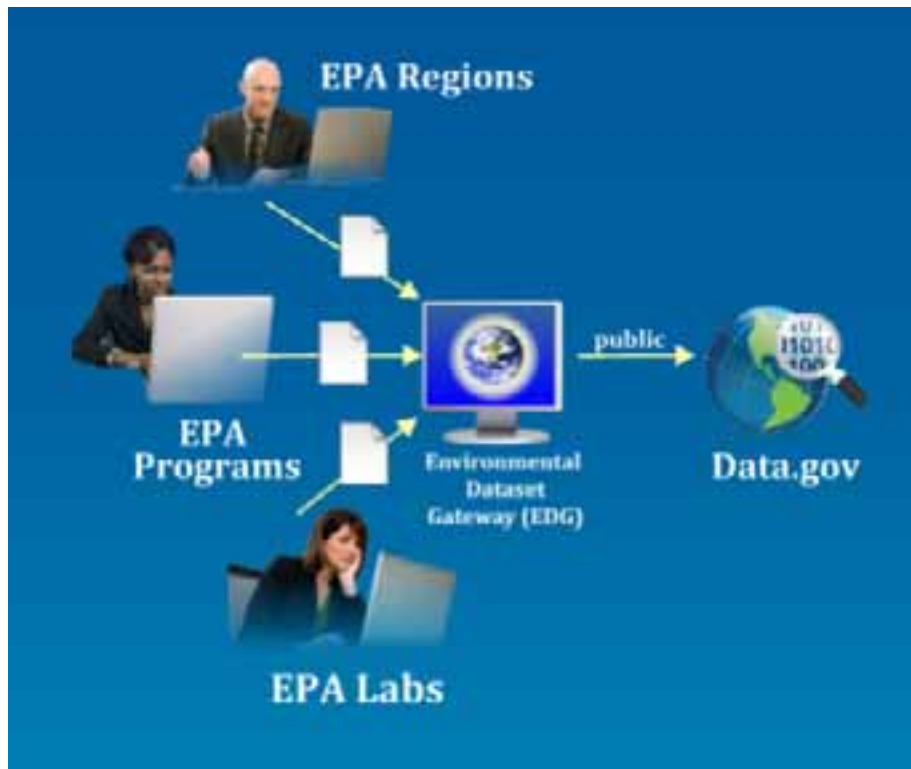 EPA Regions
EPA
Programs
EPA Labs
Environmental
Dataset
Gateway (EDG)
public
Data.gov